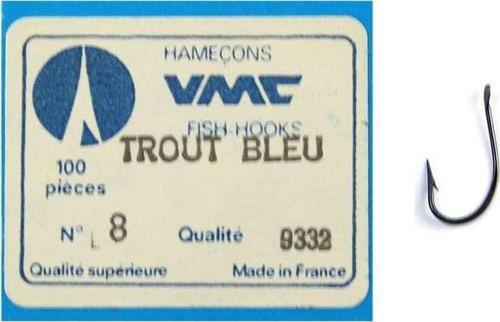 HAMEÇONS
VMC
FISH-HOOKS
TROUT BLEU
100
pièces
N° L 8 Qualité 9332
Qualité supérieure Made in France